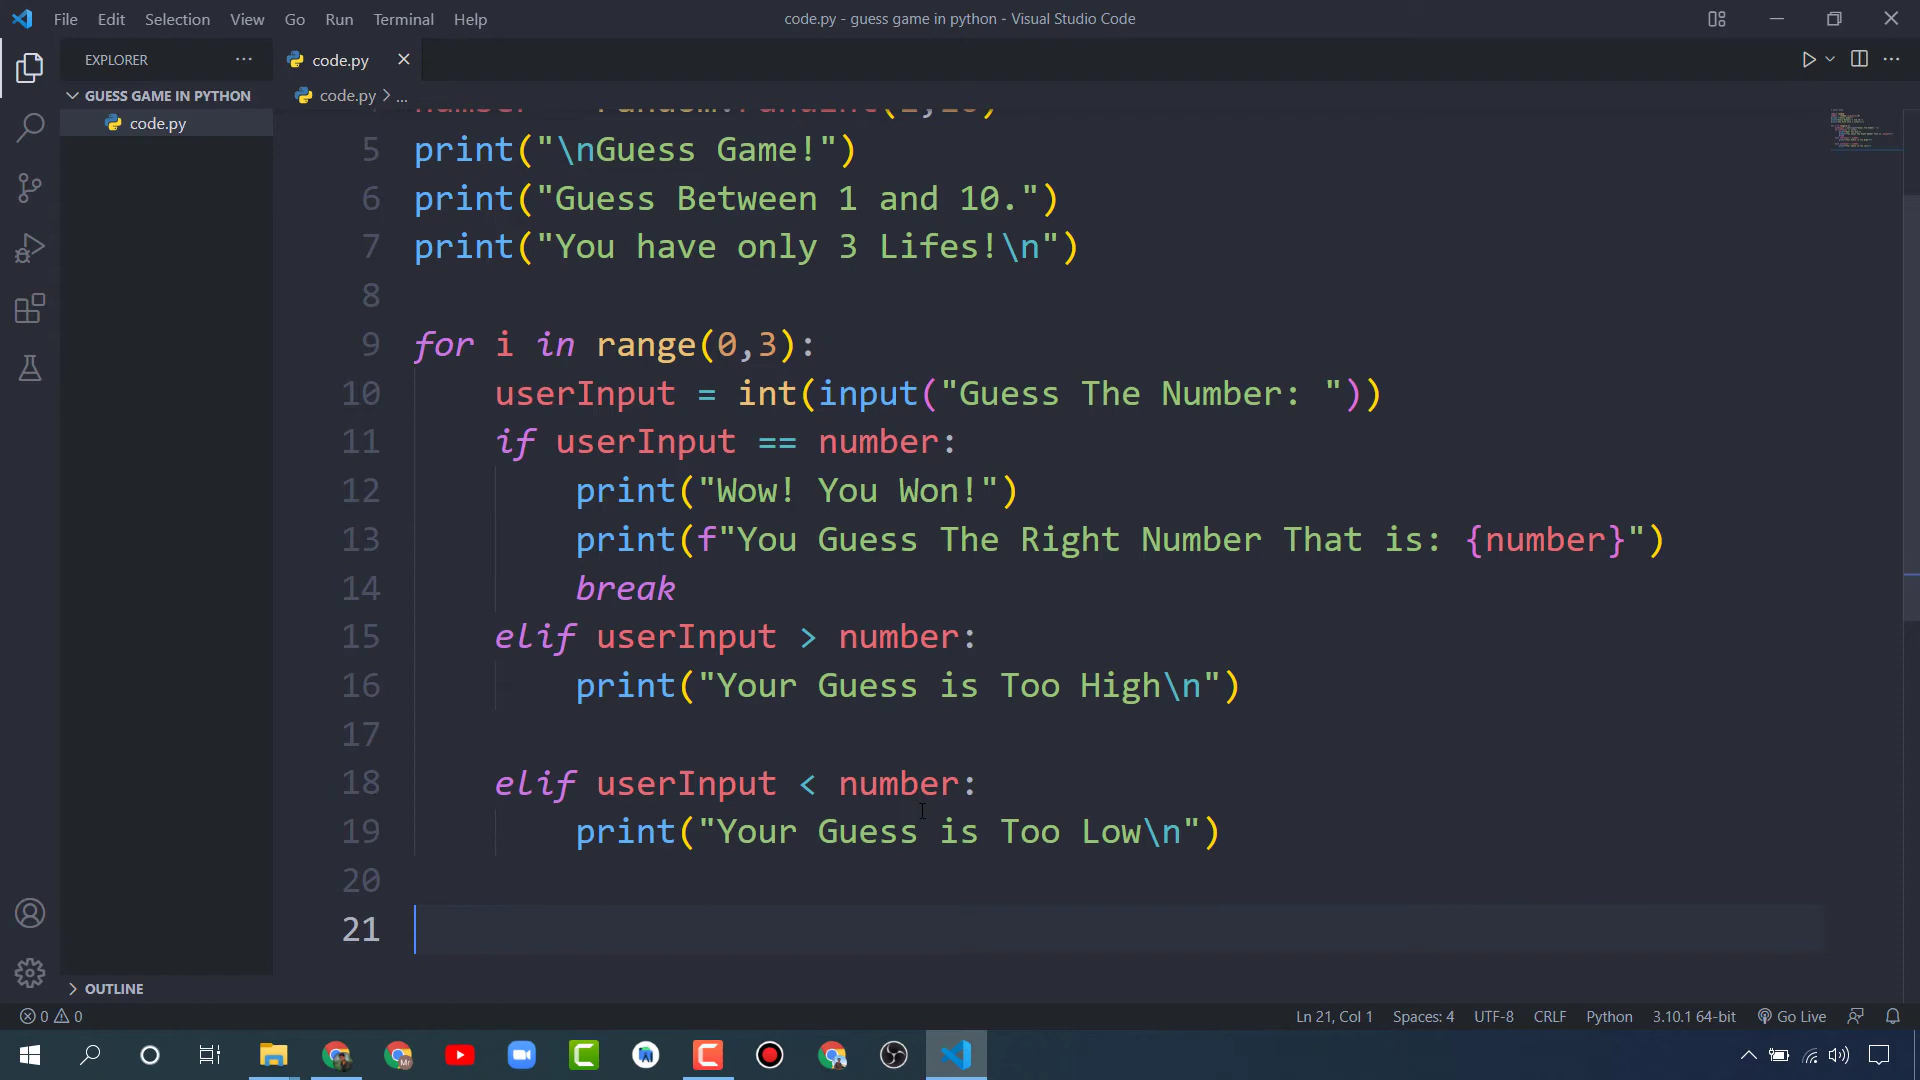 File Edit Selection View Go Run Terminal Help
code.py - guess game in python - Visual Studio Code
EXPLORER
code.py
GUESS GAME IN PYTHON
code.py > ...
code.py
5 print("\nGuess Game!")
6 print("Guess Between 1 and 10.")
7 print("You have only 3 Lifes!\n")
8
9 for i in range(0,3):
10 userInput = int(input("Guess The Number: "))
11 if userInput == number:
12 print("Wow! You Won!")
13 print(f"You Guess The Right Number That is: {number}")
14 break
15 elif userInput > number:
16 print("Your Guess is Too High\n")
17
18 elif userInput < number:
19 print("Your Guess is Too Low\n")
20
21
OUTLINE
0 0
Ln 21, Col 1 Spaces: 4 UTF-8 CRLF Python 3.10.1 64-bit Go Live